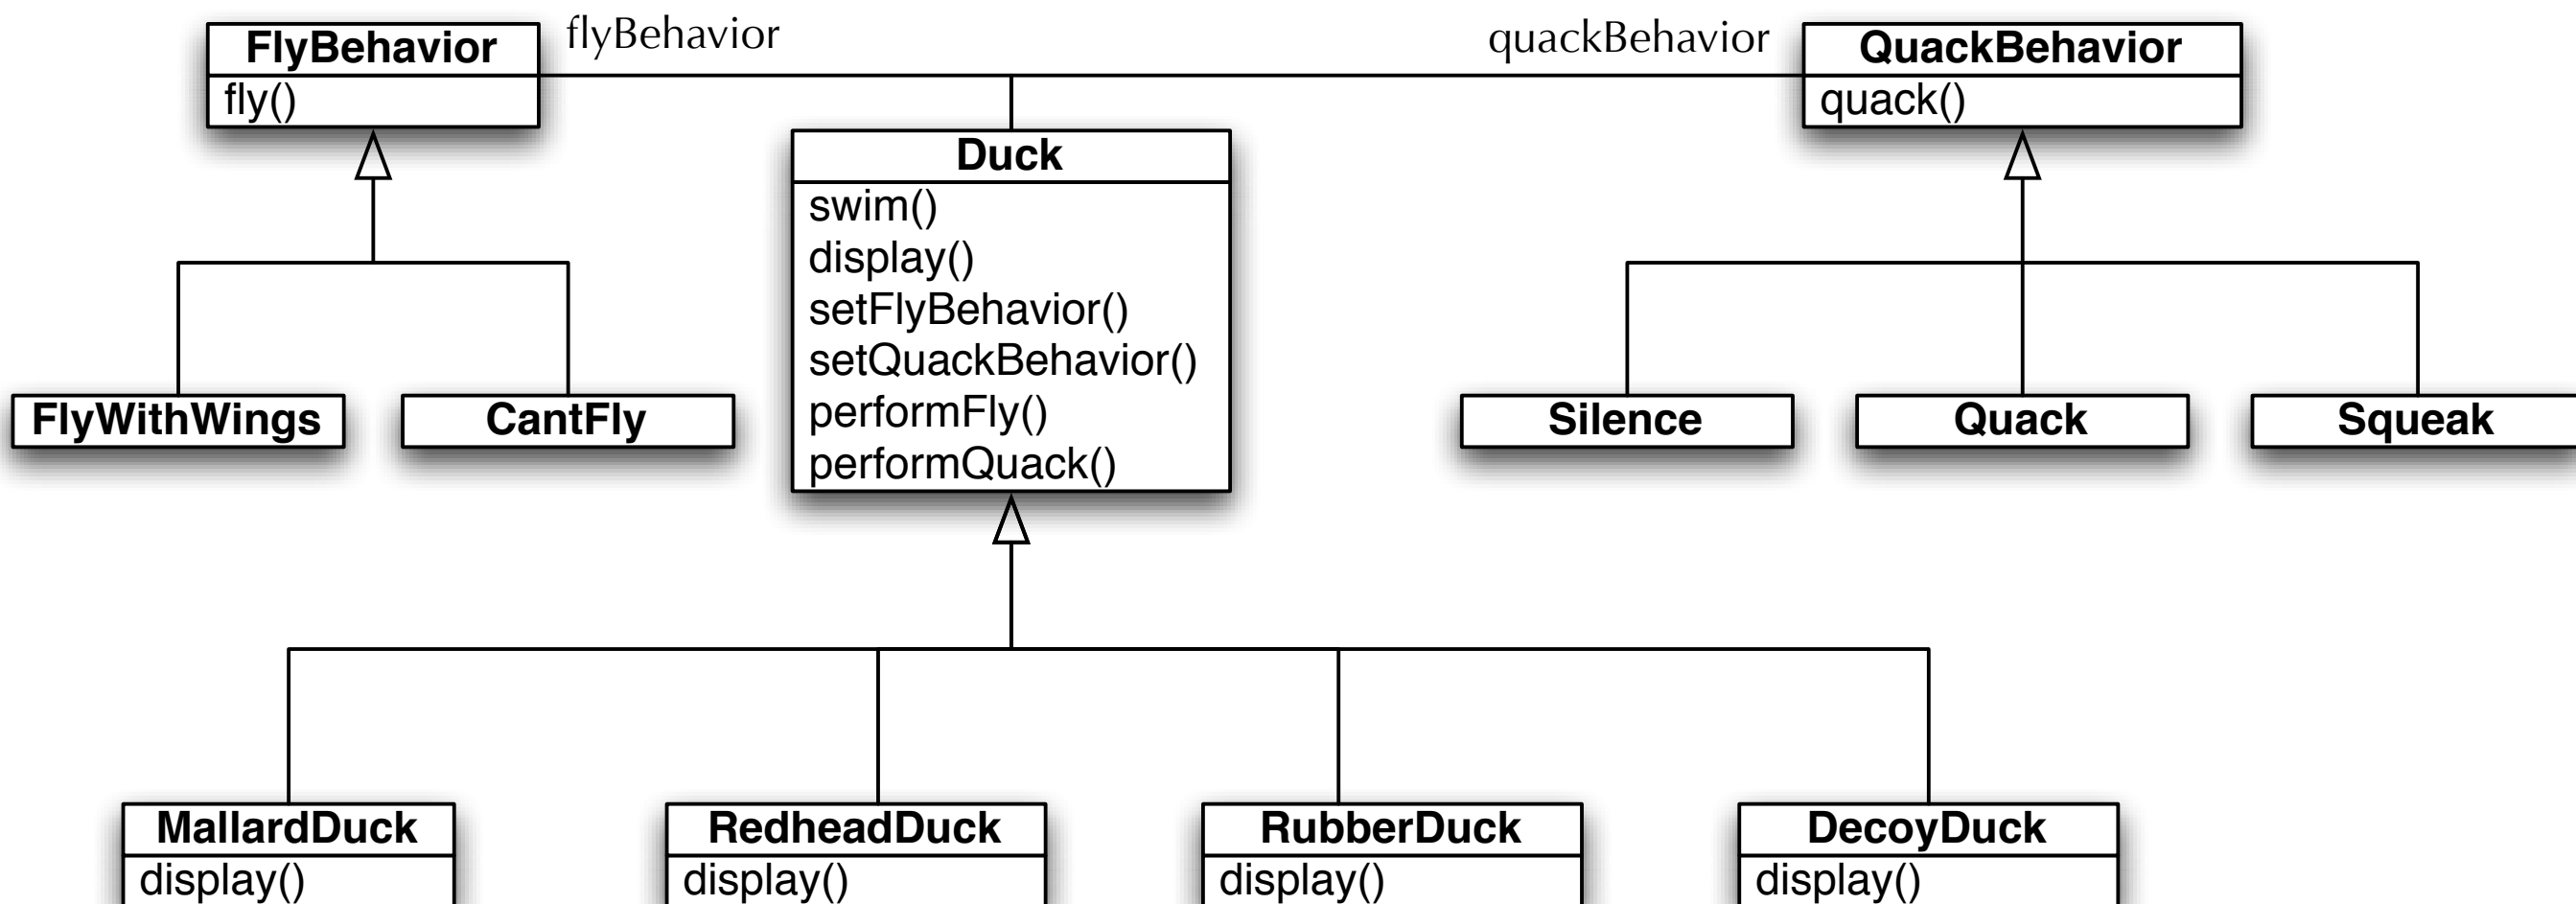 FlyBehavior
fly()
flyBehavior
quackBehavior
QuackBehavior
quack()
Duck
swim()
display()
setFlyBehavior()
setQuackBehavior()
performFly()
performQuack()
FlyWithWings
CantFly
Silence
Quack
Squeak
MallardDuck
display()
RedheadDuck
display()
RubberDuck
display()
DecoyDuck
display()